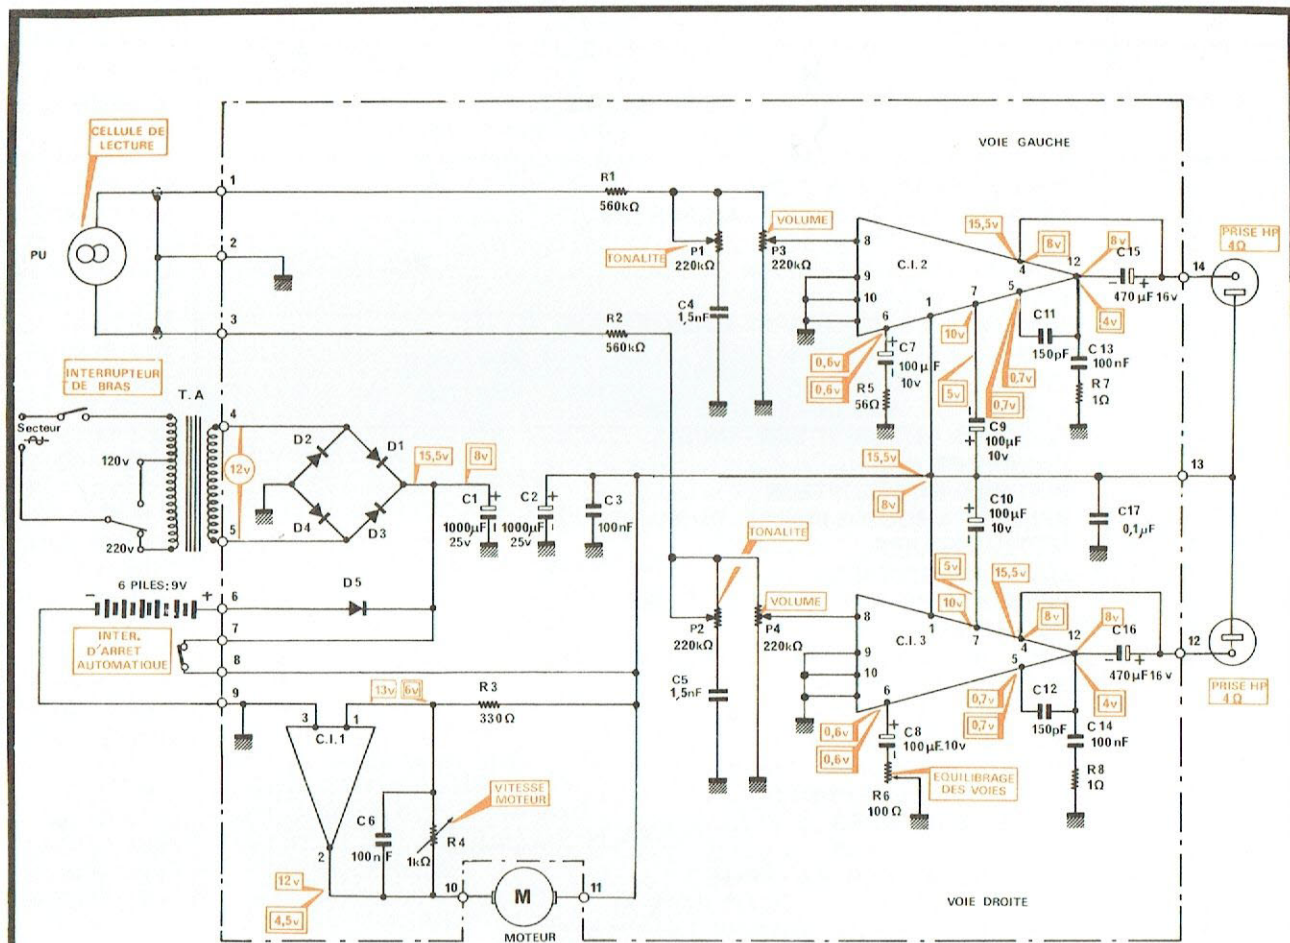 CELLULE DE
LECTURE
PU
1
2
3
R1
560kΩ
R2
560kΩ
TONALITE
P1
220kΩ
C4
1,5nF
VOLUME
P3
220kΩ
VOIE GAUCHE
8
9
10
6
C.I.2
1
7
5
4
12
15,5v
8v
8v
C15
470µF 16v
4v
14
PRISE HP
4Ω
10v
0,6v
0,6v
C7
100µF
10v
R5
56Ω
5v
0,7v
0,7v
C11
150pF
C13
100nF
R7
1Ω
C9
100µF
10v
INTERRUPTEUR
DE BRAS
T.A
Secteur
120v
220v
4
12v
5
D2
D1
D4
D3
15,5v
8v
C1
1000µF
25v
C2
1000µF
25v
C3
100nF
15,5v
8v
13
C10
100µF
10v
C17
0,1µF
6 PILES:9V
- +
6
D5
INTER.
D'ARRET
AUTOMATIQUE
7
8
9
TONALITE
P2
220kΩ
C5
1,5nF
VOLUME
P4
220kΩ
8
9
10
6
C.I.3
1
7
5
4
12
5v
10v
15,5v
8v
8v
C16
470µF 16v
4v
12
PRISE HP
4Ω
0,7v
0,7v
C12
150pF
C14
100nF
R8
1Ω
0,6v
0,6v
C8
100µF.10v
R6
100Ω
EQUILIBRAGE
DES VOIES
13v
6v
R3
330Ω
3
1
C.I.1
2
C6
100nF
VITESSE
MOTEUR
R4
1kΩ
12v
4,5v
10
M
11
MOTEUR
VOIE DROITE